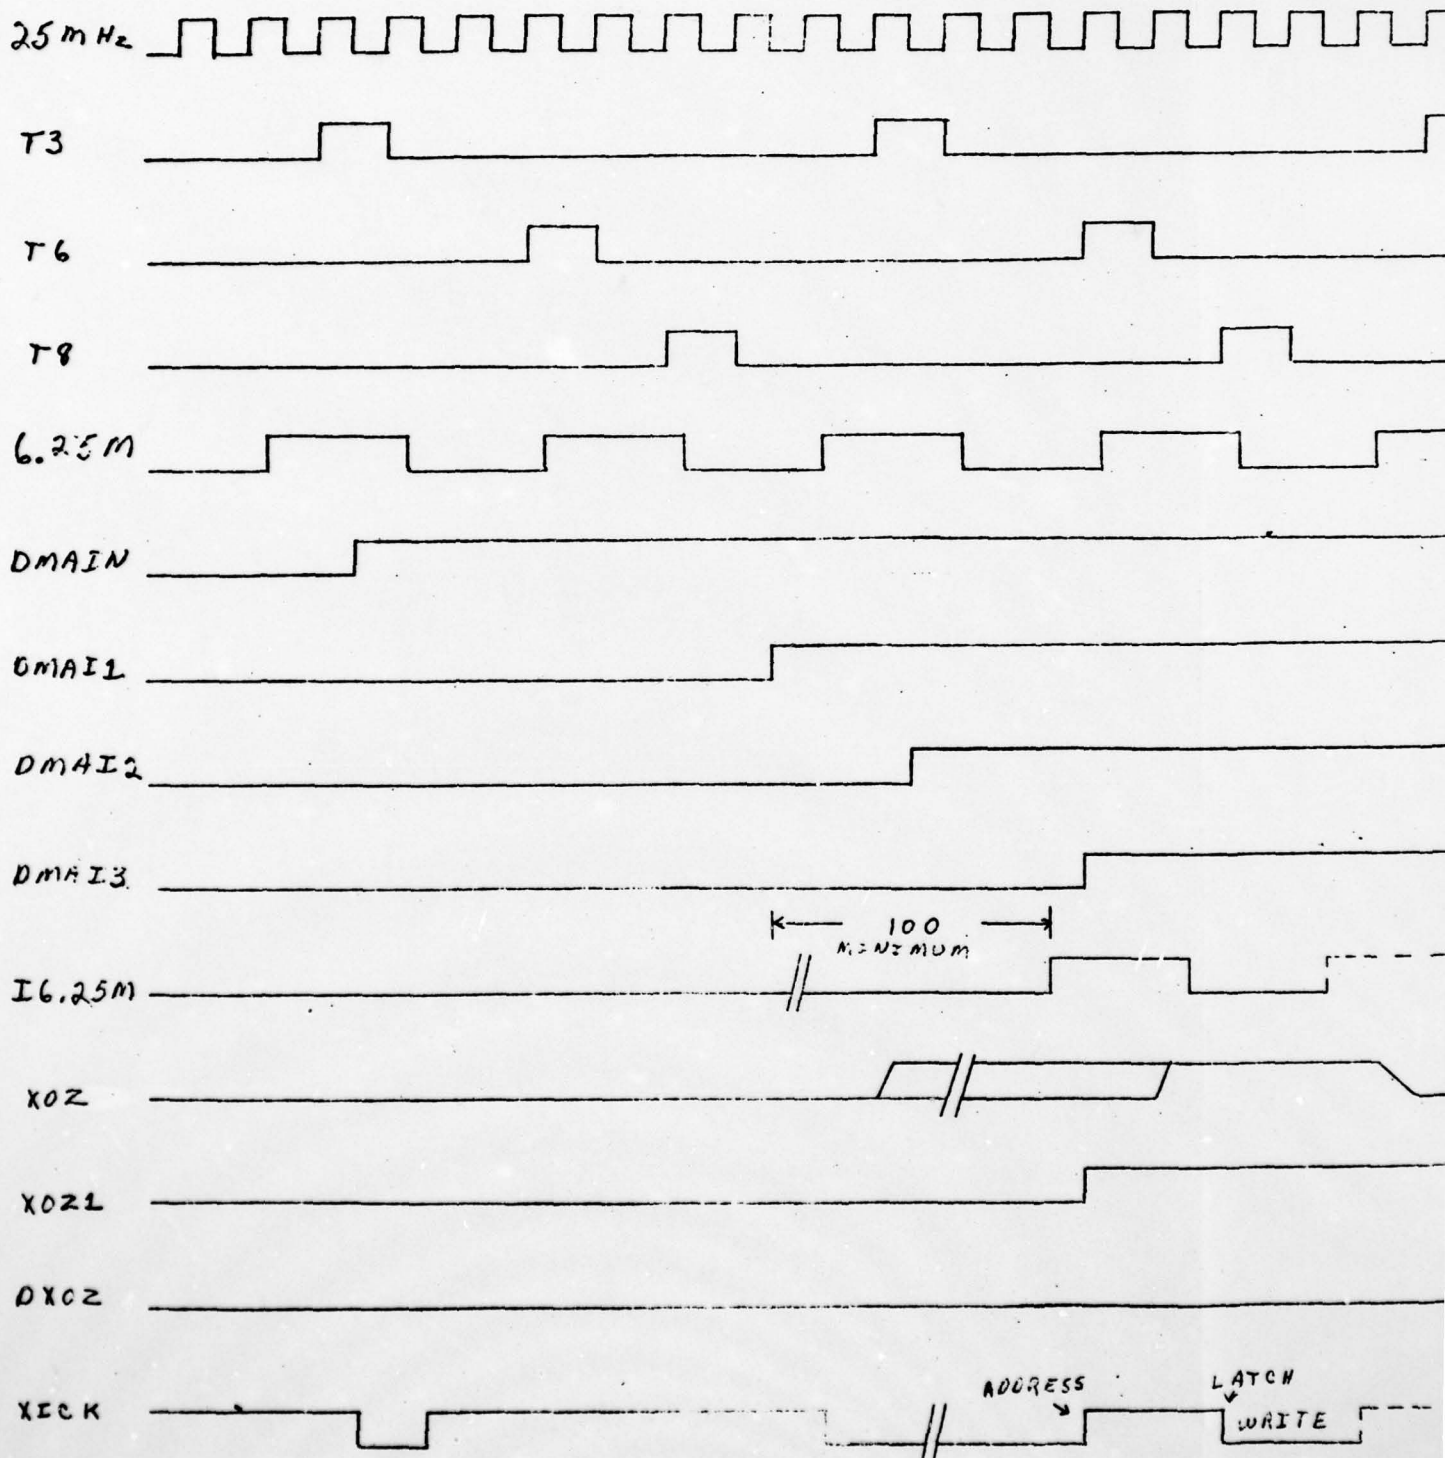 25 mHz
T3
T6
T8
6.25M
DMAIN
DMAI1
DMAI2
DMAI3
100
MINIMUM
I6.25M
XOZ
XOZ1
DXOZ
ADDRESS
LATCH
XICK
WRITE